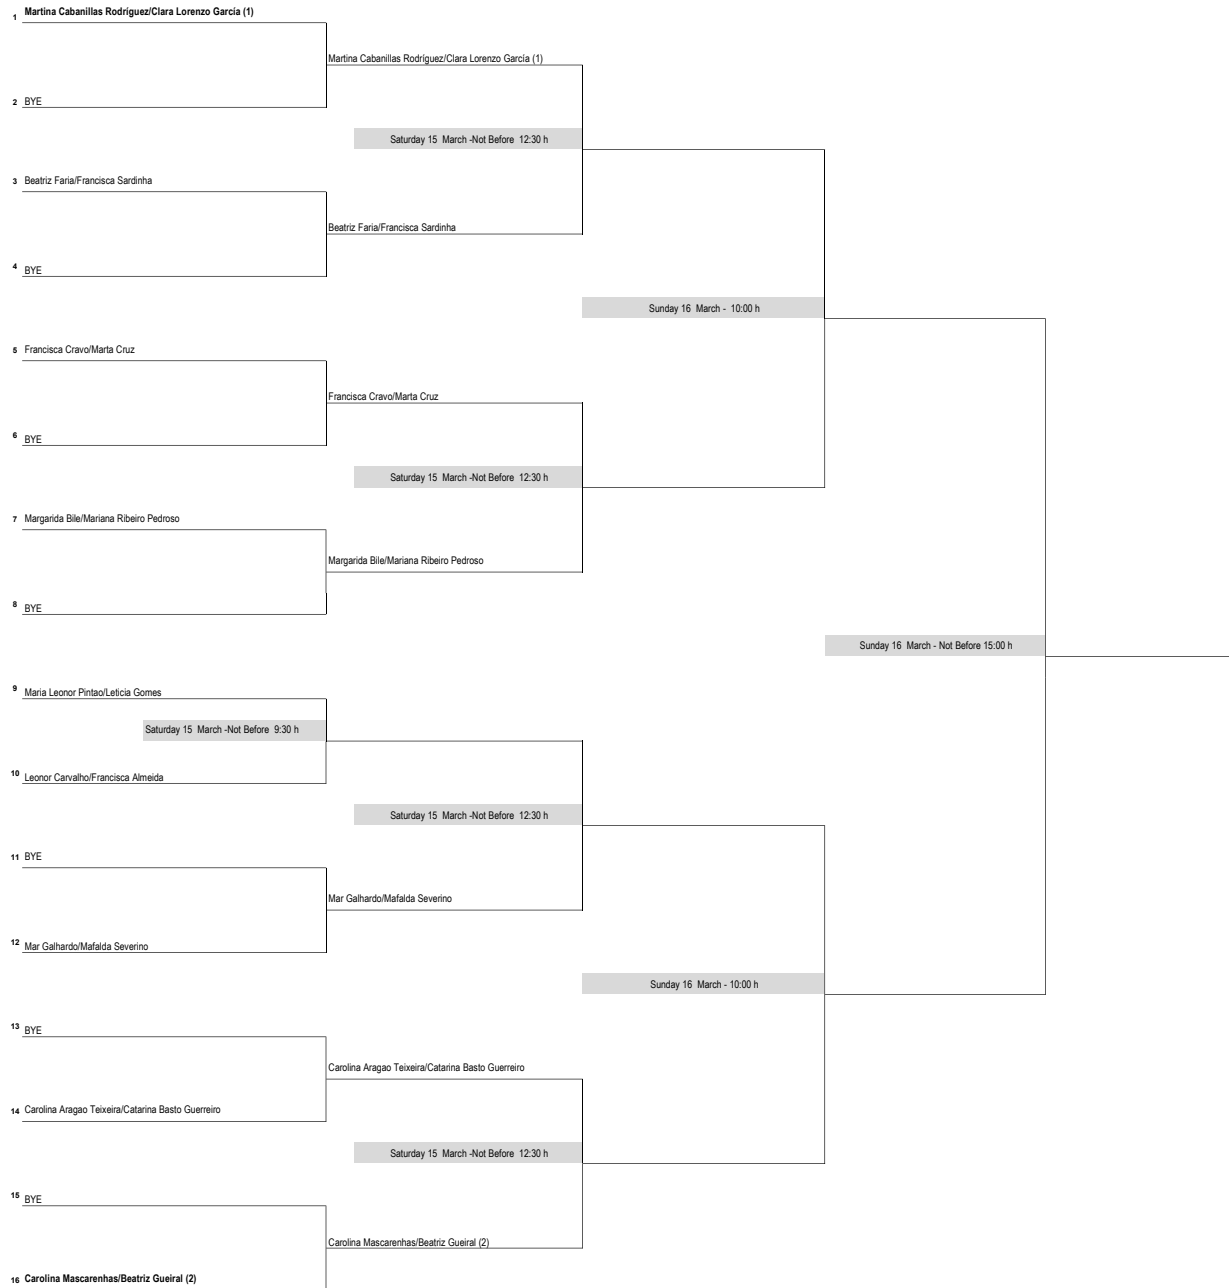 1 Martina Cabanillas Rodríguez/Clara Lorenzo García (1)
Martina Cabanillas Rodríguez/Clara Lorenzo García (1)
2 BYE
Saturday 15 March -Not Before 12:30 h
3 Beatriz Faria/Francisca Sardinha
Beatriz Faria/Francisca Sardinha
4 BYE
Sunday 16 March - 10:00 h
5 Francisca Cravo/Marta Cruz
Francisca Cravo/Marta Cruz
6 BYE
Saturday 15 March -Not Before 12:30 h
7 Margarida Bile/Mariana Ribeiro Pedroso
Margarida Bile/Mariana Ribeiro Pedroso
8 BYE
Sunday 16 March - Not Before 15:00 h
9 Maria Leonor Pintao/Leticia Gomes
Saturday 15 March -Not Before 9:30 h
10 Leonor Carvalho/Francisca Almeida
Saturday 15 March -Not Before 12:30 h
11 BYE
Mar Galhardo/Mafalda Severino
12 Mar Galhardo/Mafalda Severino
Sunday 16 March - 10:00 h
13 BYE
Carolina Aragao Teixeira/Catarina Basto Guerreiro
14 Carolina Aragao Teixeira/Catarina Basto Guerreiro
Saturday 15 March -Not Before 12:30 h
15 BYE
Carolina Mascarenhas/Beatriz Gueiral (2)
16 Carolina Mascarenhas/Beatriz Gueiral (2)